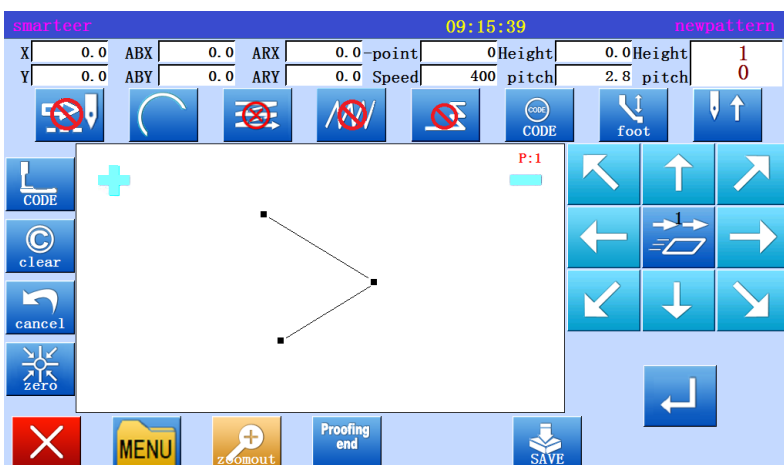 smarteer 09:15:39 newpattern
X 0.0 ABX 0.0 ARX 0.0 -point 0 Height 0.0 Height 1
Y 0.0 ABY 0.0 ARY 0.0 Speed 400 pitch 2.8 pitch 0
CODE
CODE
foot
CODE
P:1
1
©
clear
cancel
zero
MENU
zoomout
Proofing
end
SAVE